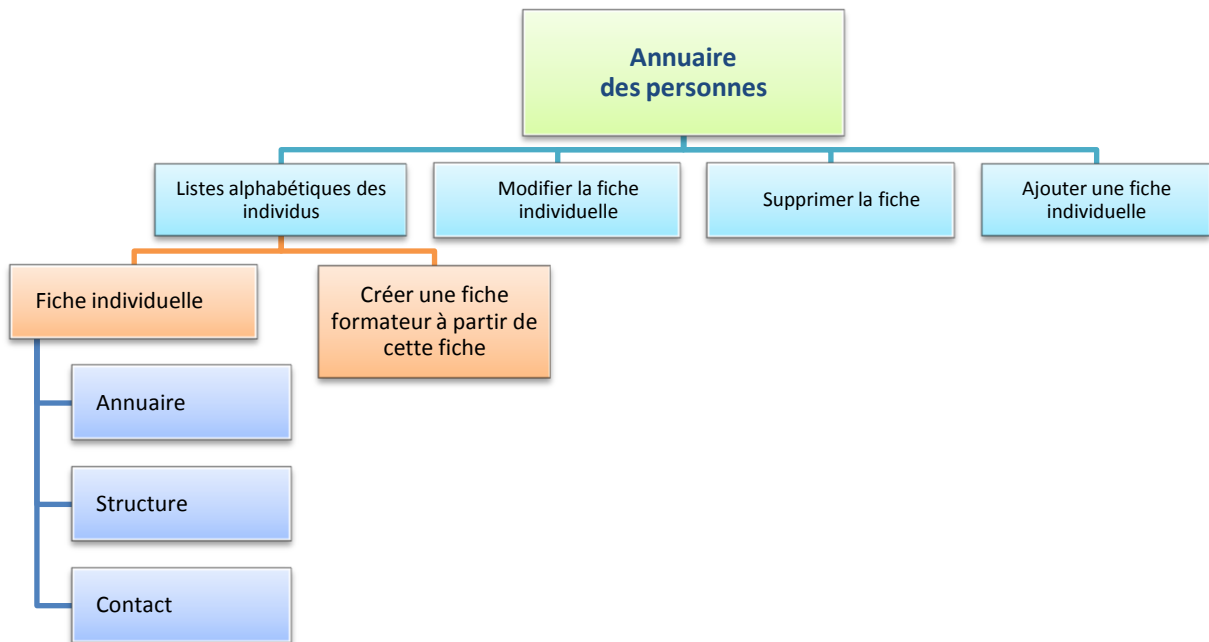 Annuaire
des personnes
Listes alphabétiques des
individus
Modifier la fiche
individuelle
Supprimer la fiche
Ajouter une fiche
individuelle
Fiche individuelle
Créer une fiche
formateur à partir de
cette fiche
Annuaire
Structure
Contact